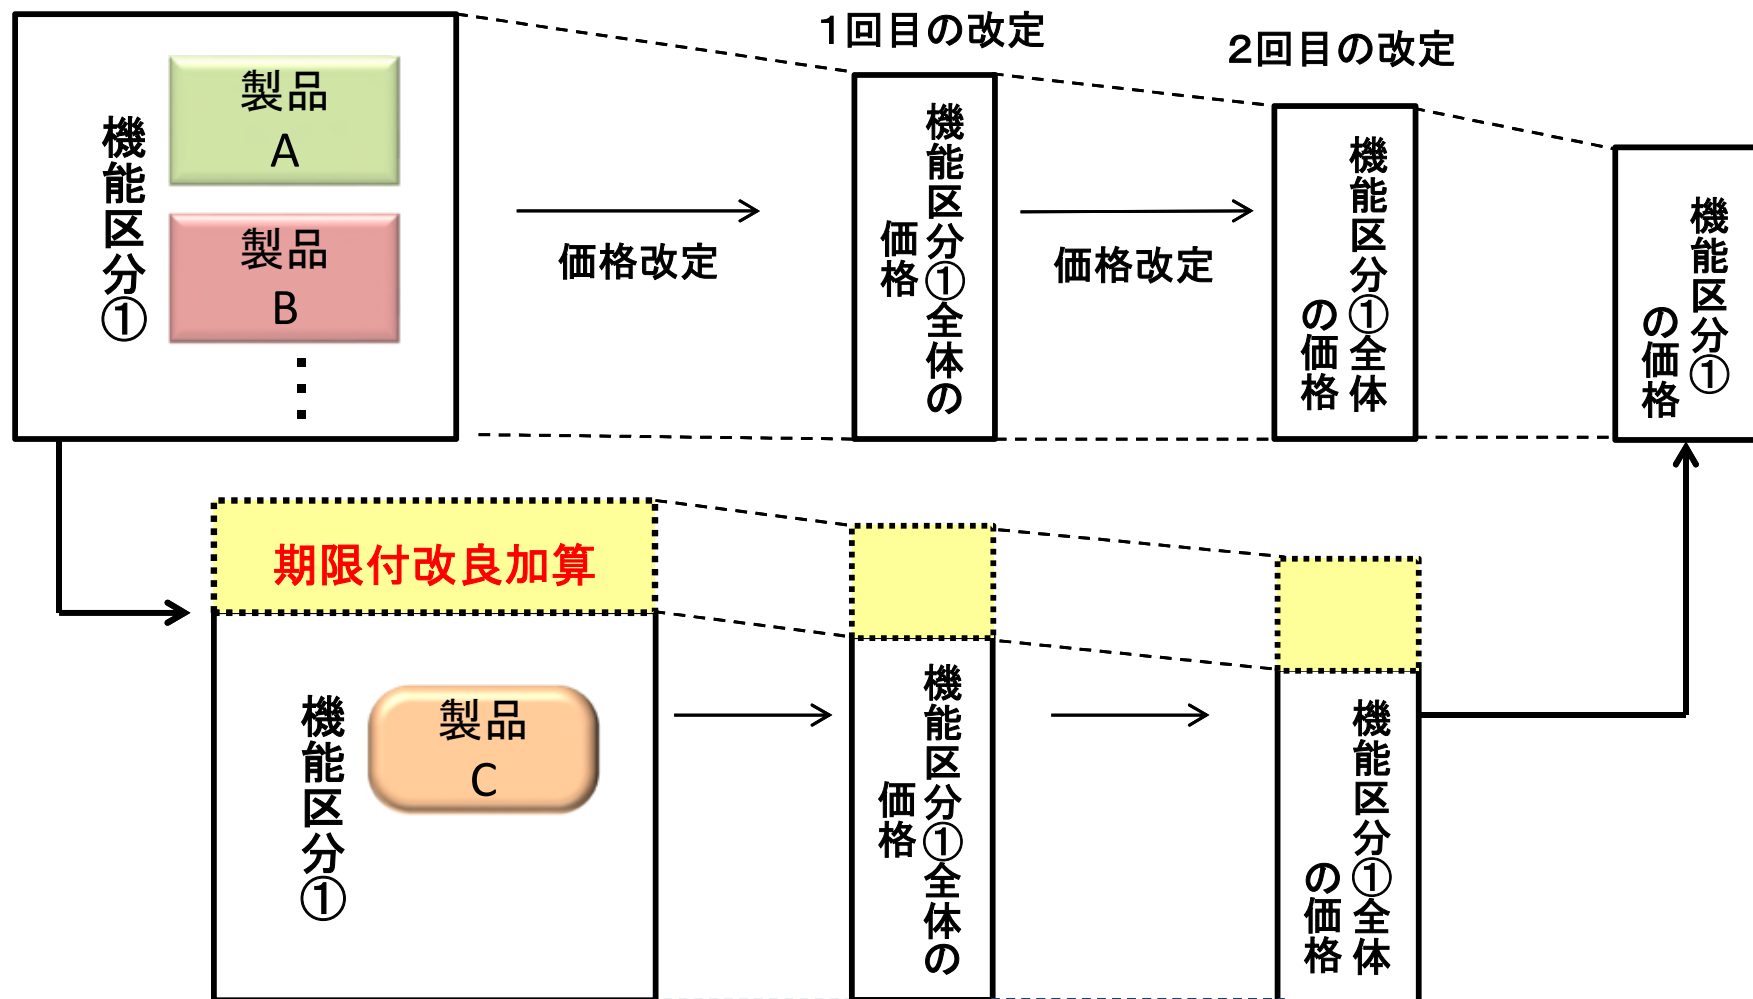 機能区分①
製品
A
製品
B
価格改定
1回目の改定
機能区分①全体の
価格
価格改定
2回目の改定
機能区分①全体
の価格
機能区分①
の価格
期限付改良加算
機能区分①
製品
C
機能区分①全体の
価格
機能区分①全体
の価格